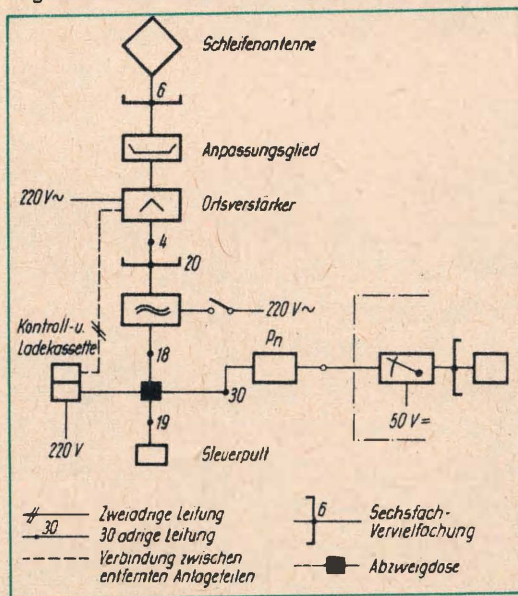 Schleifenantenne
6
Anpassungsglied
220 V~
Ortsverstärker
4
20
220 V~
Kontroll-u.
Ladekassette
18
Pn
30
50 V=
220 V
19
Steuerpult
Zweiadrige Leitung
30
30 adrige Leitung
Verbindung zwischen
entfernten Anlageteilen
6
Sechsfach-
Vervielfachung
Abzweigdose